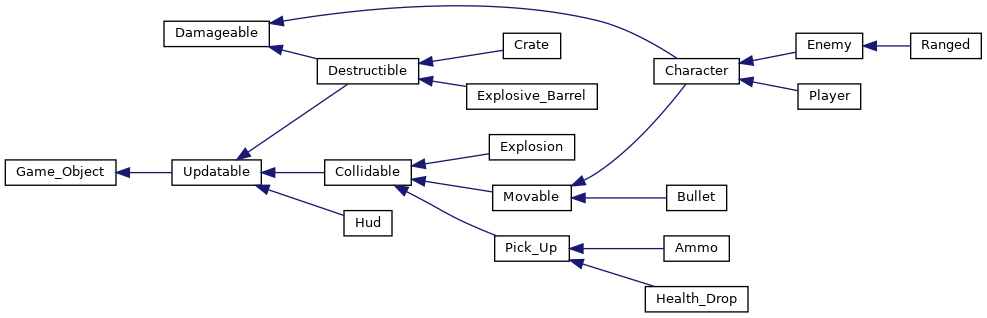 Damageable
Crate
Enemy
Ranged
Destructible
Character
Explosive_Barrel
Player
Explosion
Game_Object
Updatable
Collidable
Movable
Bullet
Hud
Pick_Up
Ammo
Health_Drop